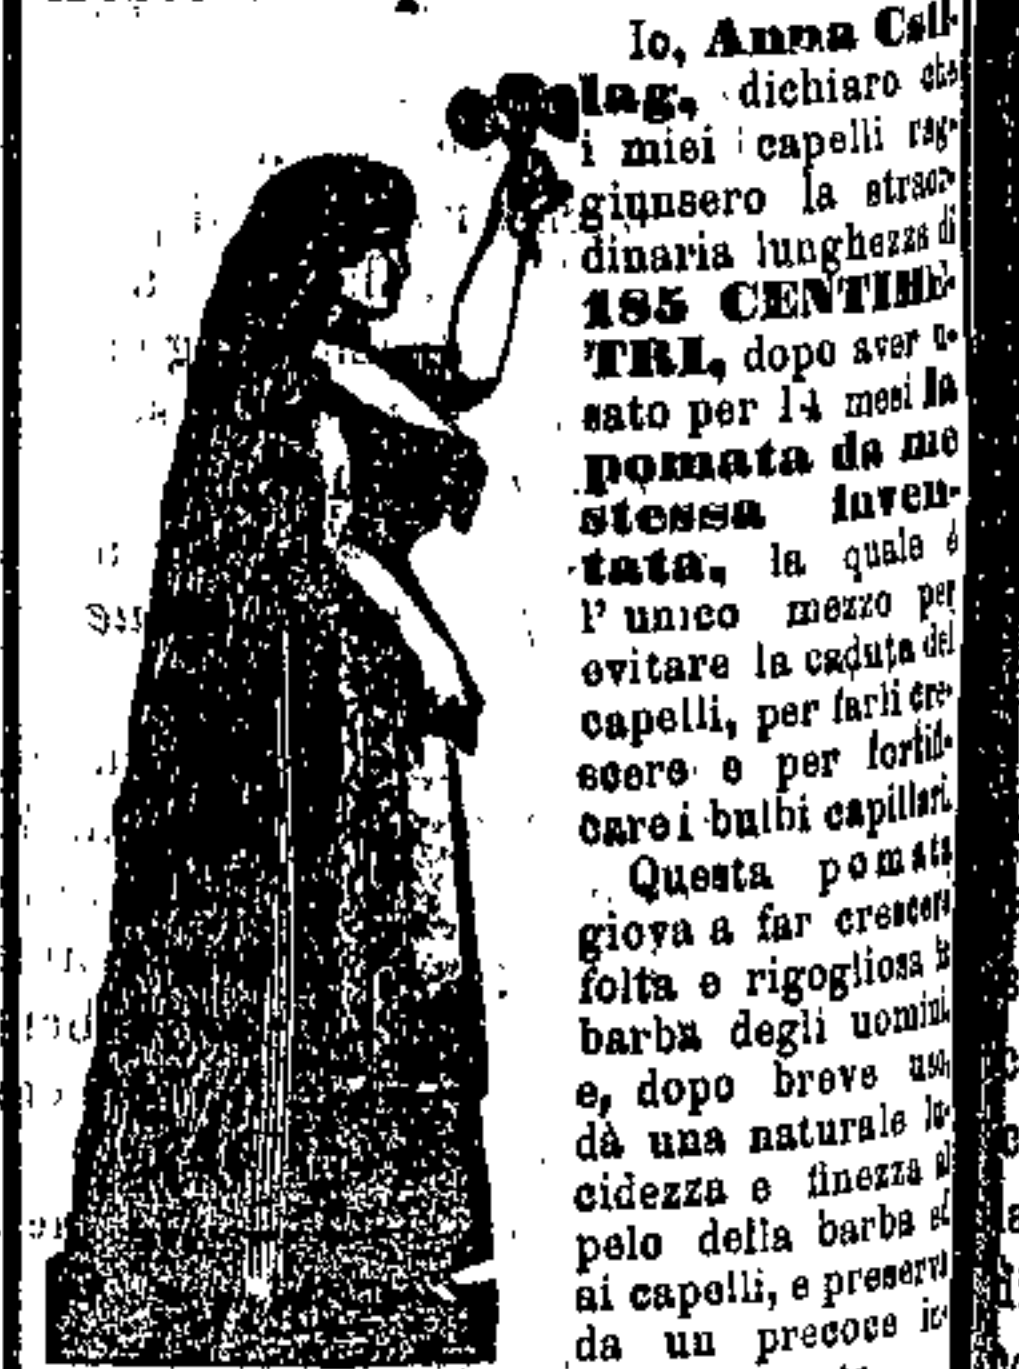 Io, Anna Csil-
lag, dichiaro che
i miei capelli rag-
giunsero la straor-
dinaria lunghezza di
185 CENTIME-
TRI, dopo aver u-
sato per 14 mesi la
pomata da me
stessa inven-
tata, la quale é
l' unico mezzo per
evitare la caduta dei
capelli, per farli cre-
scere e per fortifi-
care i bulbi capillari.
Questa pomata
giova a far crescere
folta e rigogliosa la
barba degli uomini,
e, dopo breve uso,
dà una naturale lu-
cidezza e finezza al
pelo della barba ed
ai capelli, e preserva
da un precoce in-